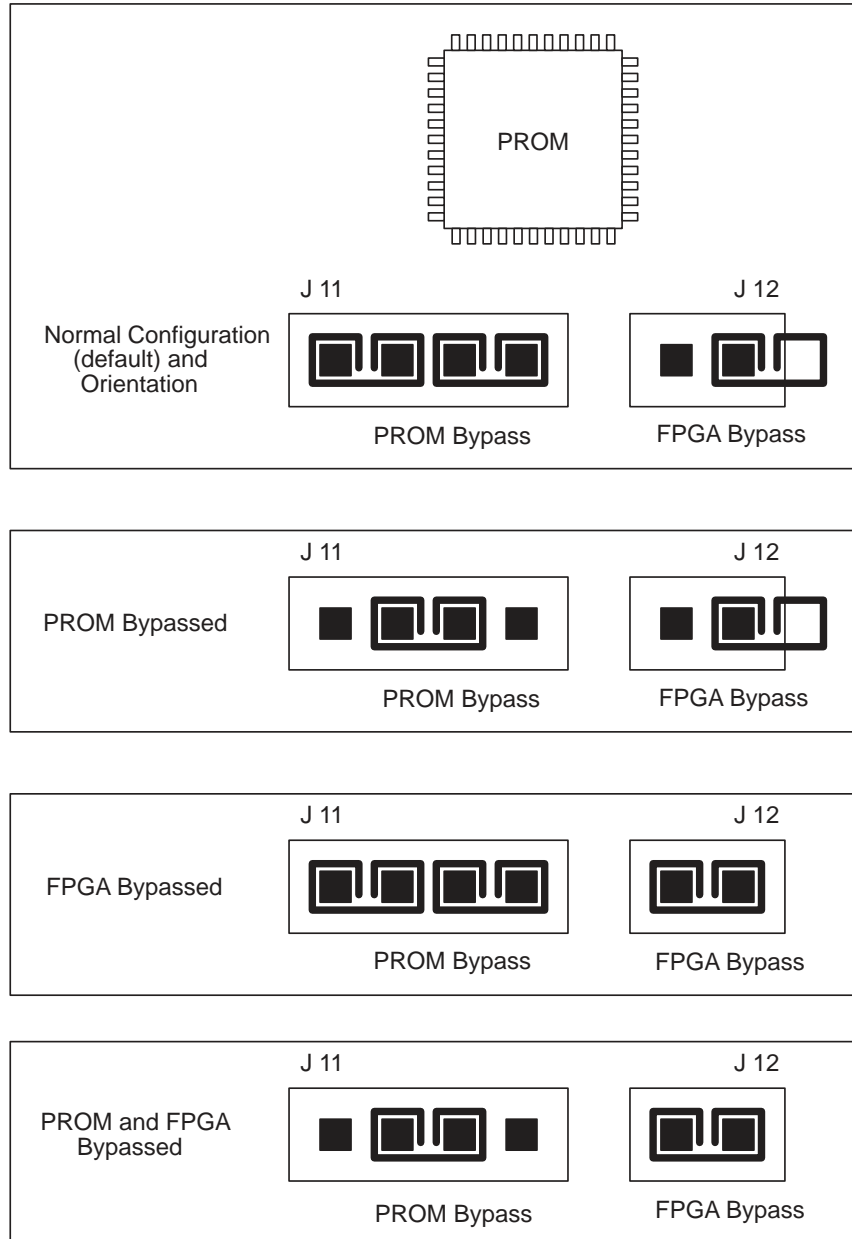 PROM
J 11
J 12
Normal Configuration
(default) and
Orientation
PROM Bypass
FPGA Bypass
J 11
J 12
PROM Bypassed
PROM Bypass
FPGA Bypass
J 11
J 12
FPGA Bypassed
PROM Bypass
FPGA Bypass
J 11
J 12
PROM and FPGA
Bypassed
PROM Bypass
FPGA Bypass